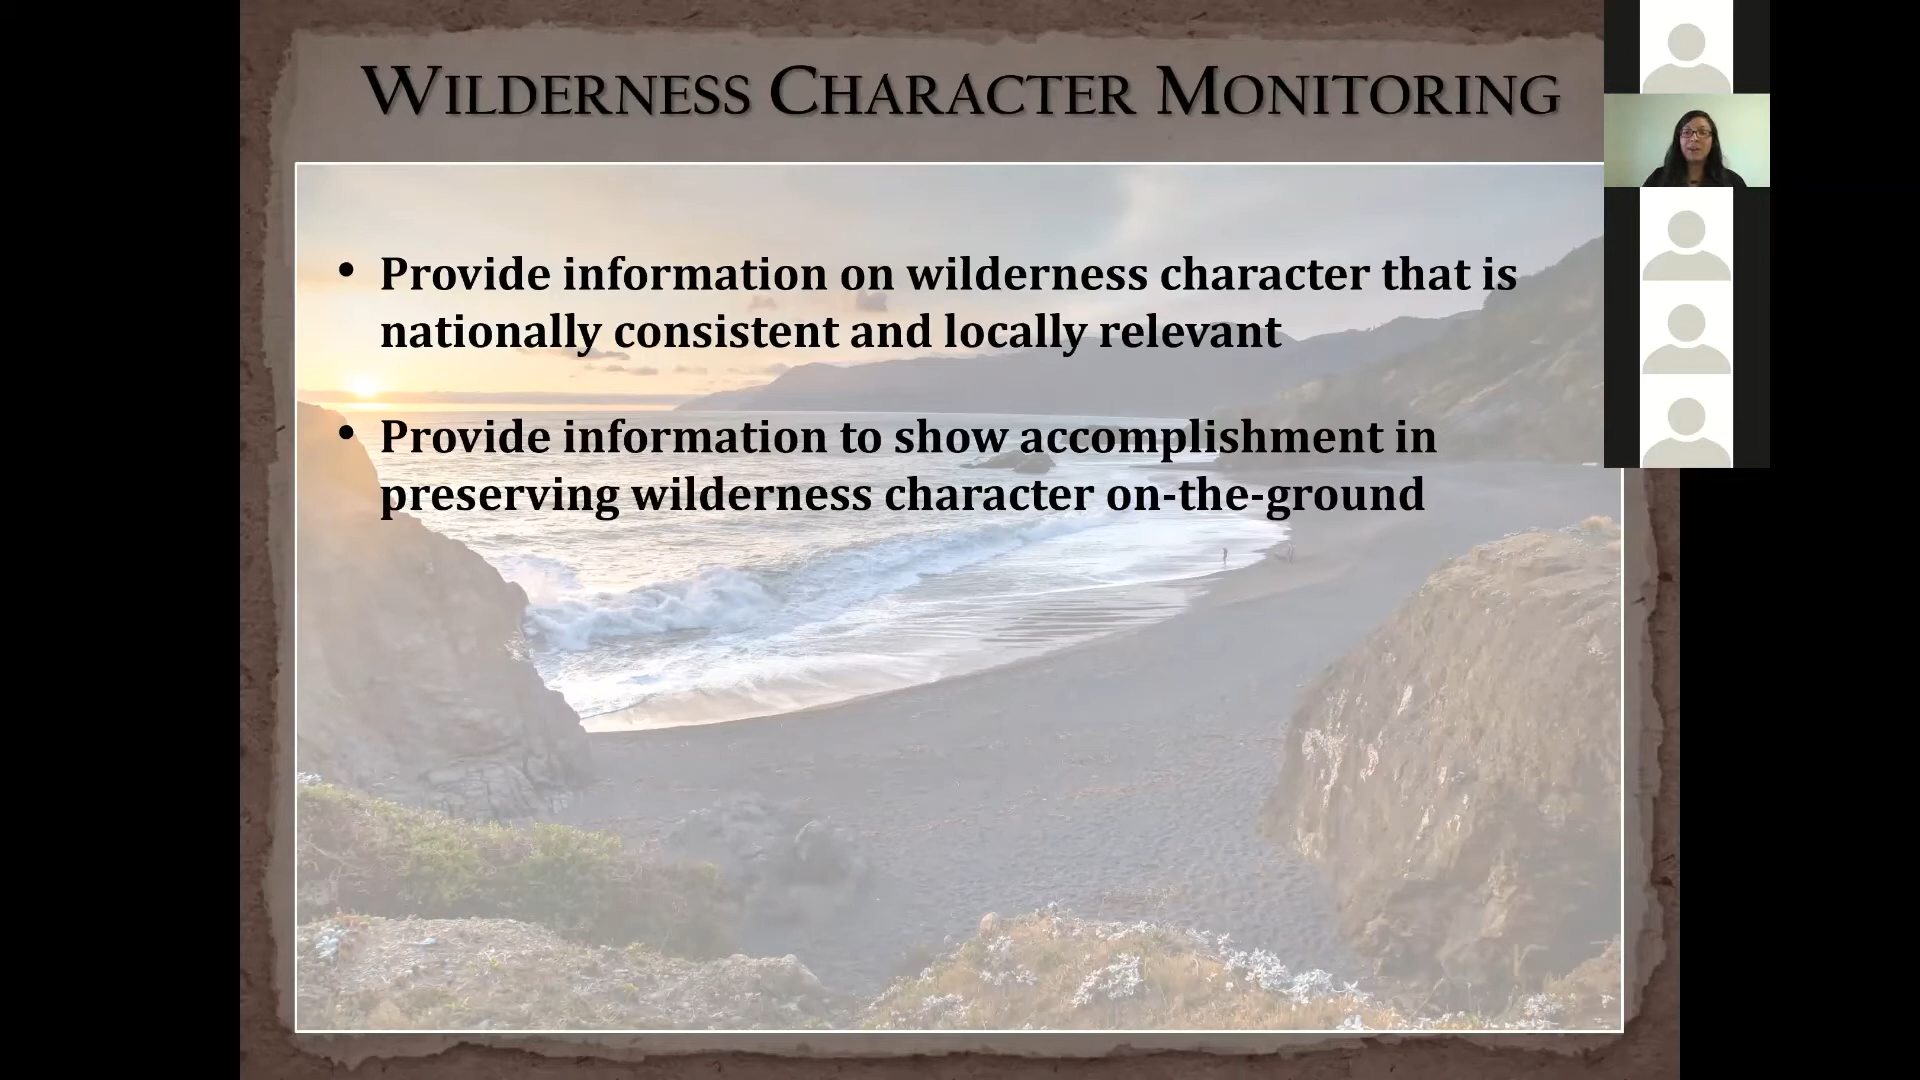 WILDERNESS CHARACTER MONITORING
• Provide information on wilderness character that is
nationally consistent and locally relevant
• Provide information to show accomplishment in
preserving wilderness character on-the-ground